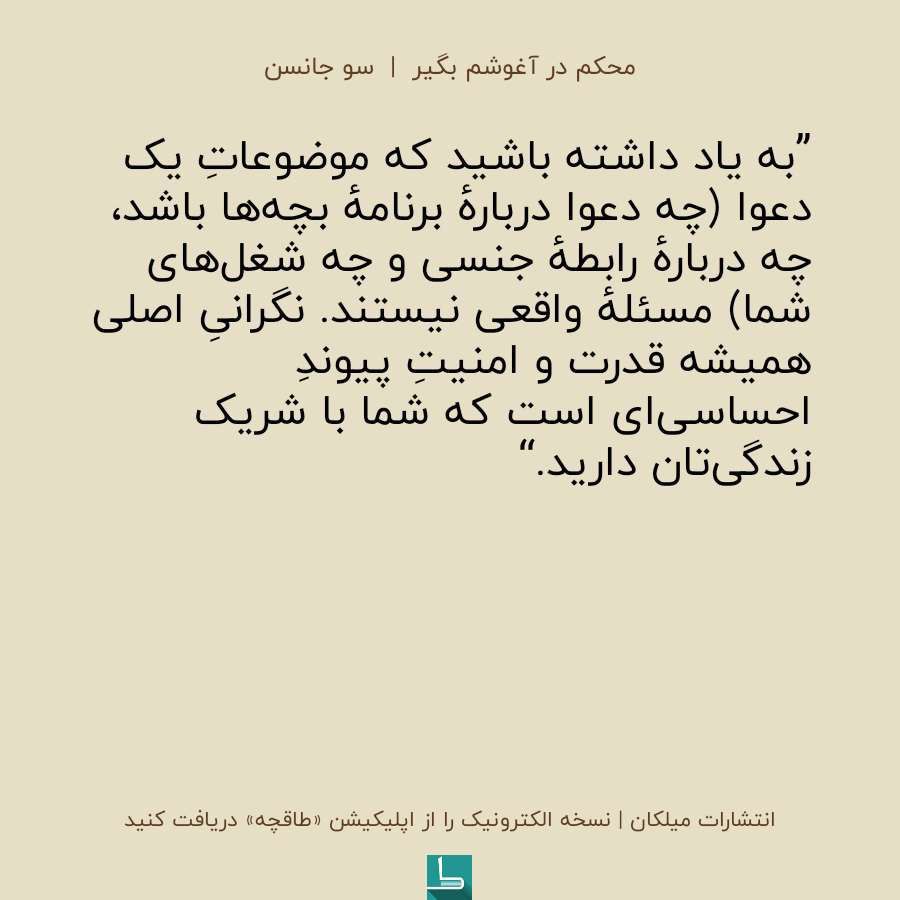 محکم در آغوشم بگیر | سو جانسن
”به یاد داشته باشید که موضوعاتِ یک
دعوا (چه دعوا دربارهٔ برنامهٔ بچه‌ها باشد،
چه دربارهٔ رابطهٔ جنسی و چه شغل‌های
شما) مسئلهٔ واقعی نیستند. نگرانیِ اصلی
همیشه قدرت و امنیتِ پیوندِ
احساسی‌ای است که شما با شریک
زندگی‌تان دارید.“
انتشارات میلکان | نسخه الکترونیک را از اپلیکیشن «طاقچه» دریافت کنید